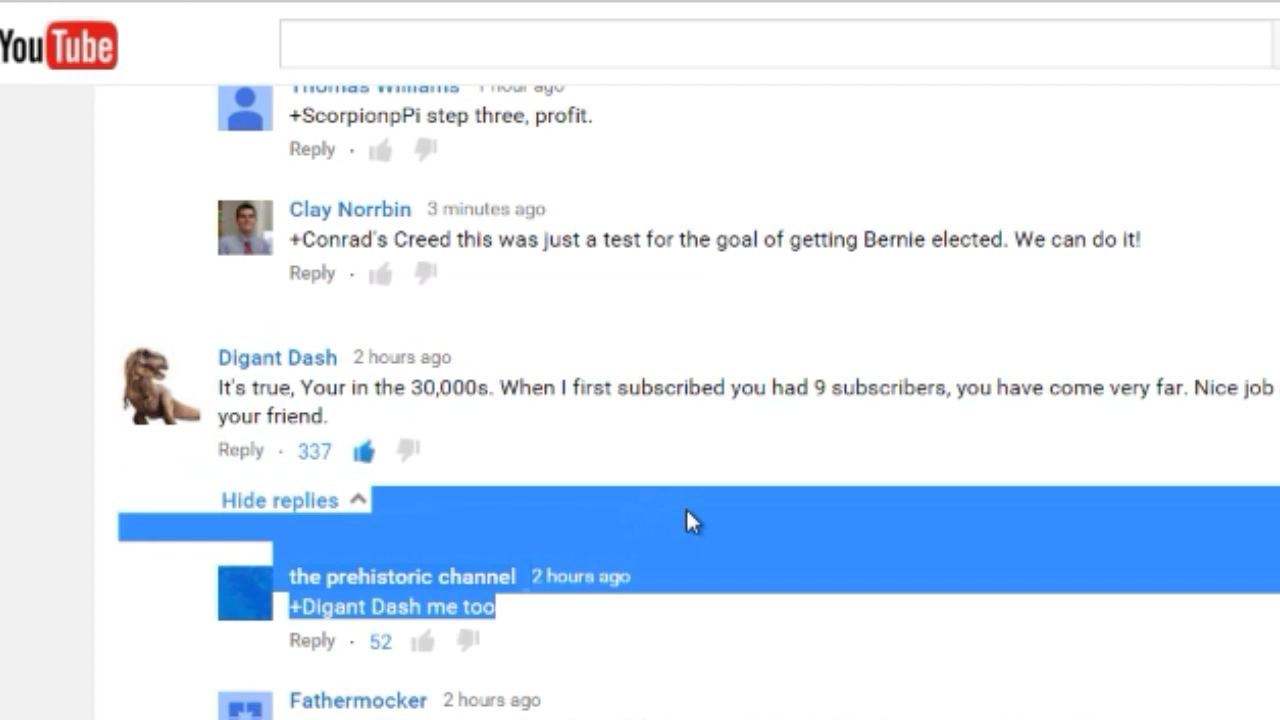 YouTube
Thomas Williams 1 hour ago
+ScorpionpPi step three, profit.
Reply ·
Clay Norrbin 3 minutes ago
+Conrad's Creed this was just a test for the goal of getting Bernie elected. We can do it!
Reply ·
Digant Dash 2 hours ago
It's true, Your in the 30,000s. When I first subscribed you had 9 subscribers, you have come very far. Nice job
your friend.
Reply · 337
Hide replies
the prehistoric channel 2 hours ago
+Digant Dash me too
Reply · 52
Fathermocker 2 hours ago